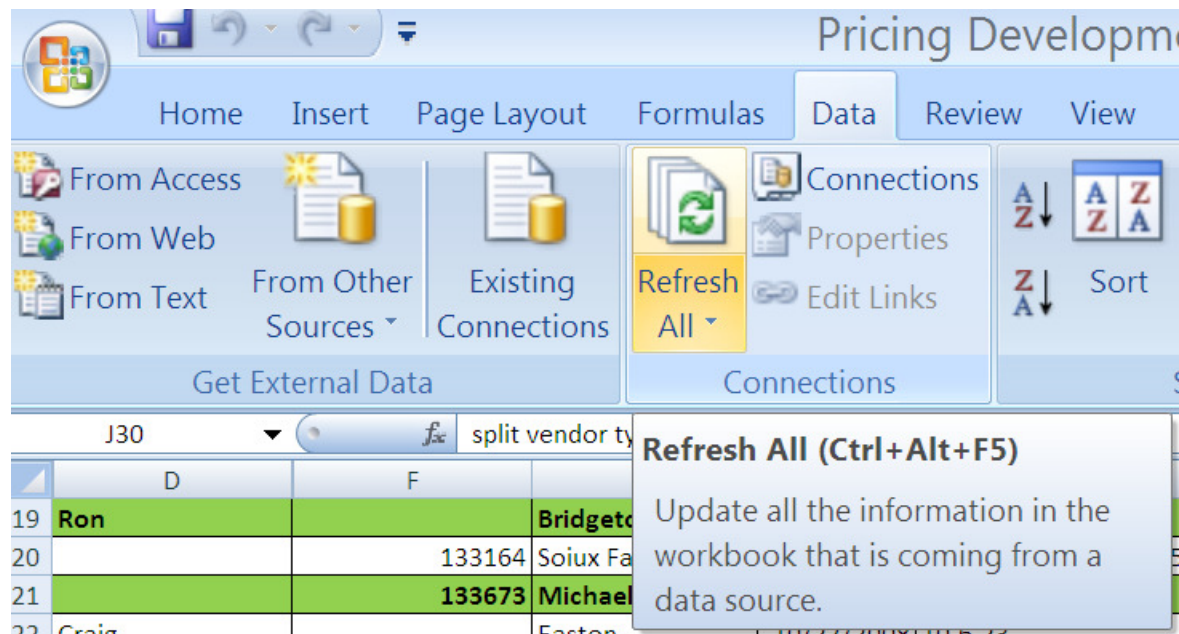 Pricing Developm
Home Insert Page Layout Formulas Data Review View
From Access
From Web
From Text
From Other
Sources
Existing
Connections
Get External Data
Refresh
All
Connections
Properties
Edit Links
Connections
A
Z
Z
A
A Z
Z A
Sort
S
J30 fx split vendor ty
Refresh All (Ctrl+Alt+F5)
Update all the information in the
workbook that is coming from a
data source.
D F
19 Ron Bridgeto
20 133164 Soiux Fa
21 133673 Michael
22 Craig Easton